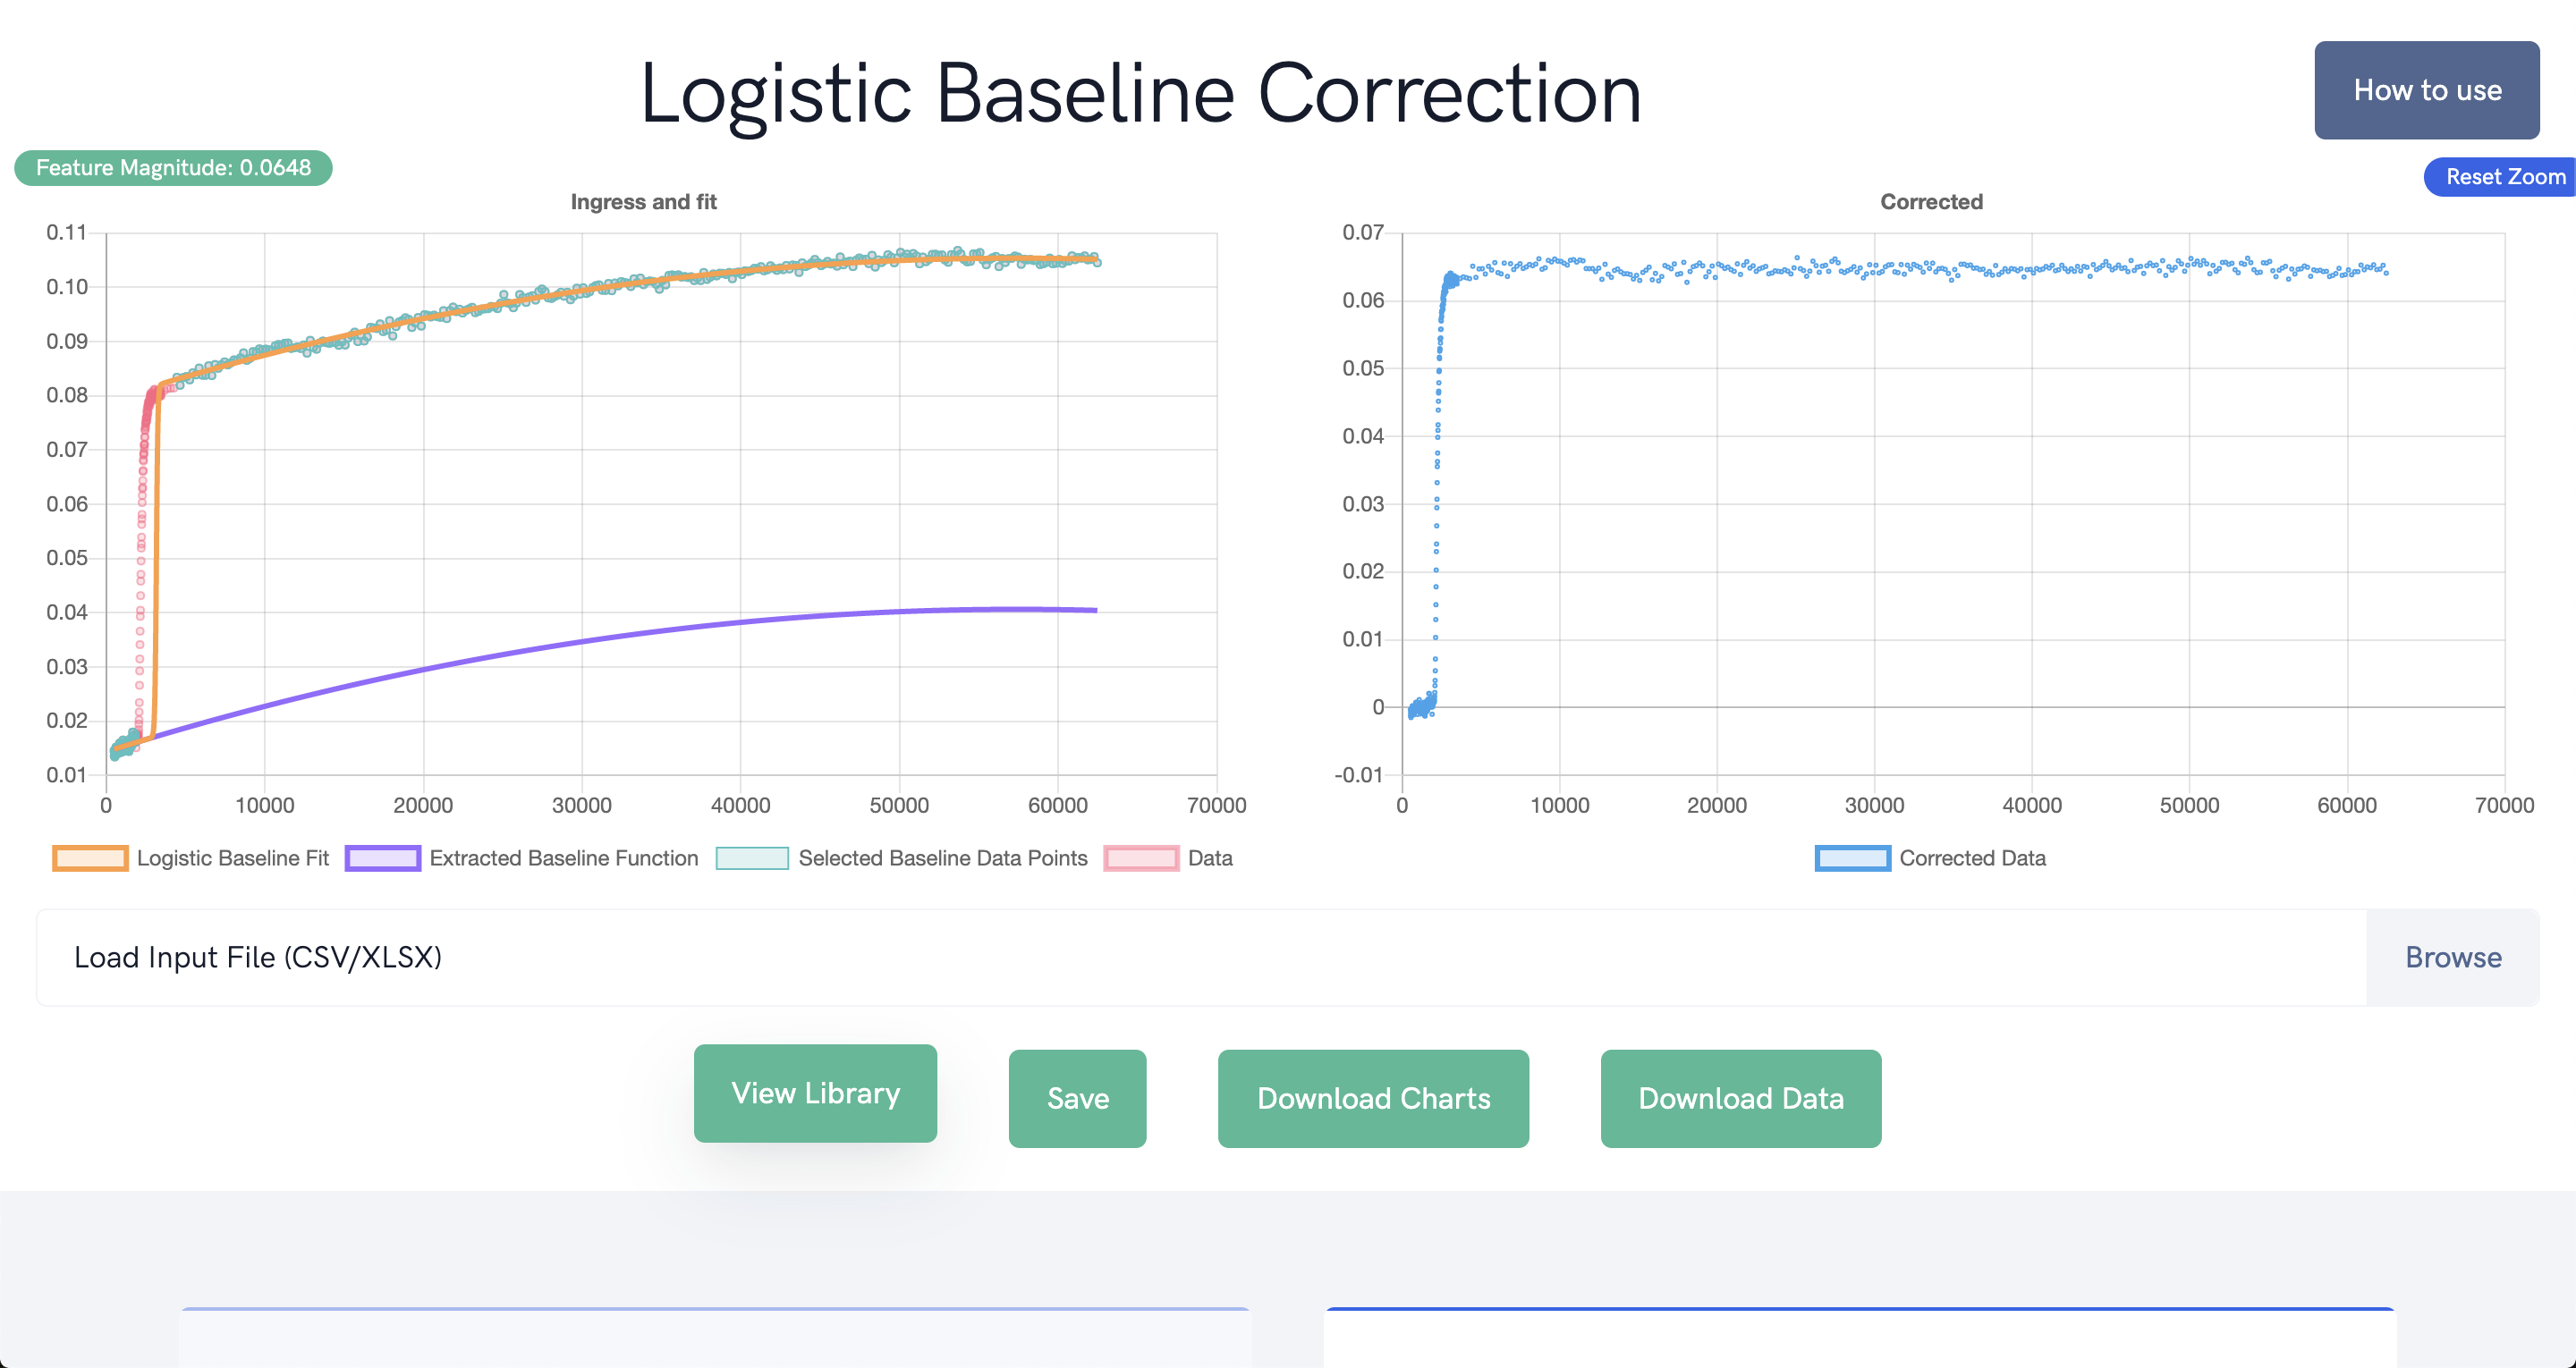 Logistic Baseline Correction
How to use
Feature Magnitude: 0.0648
Reset Zoom
Ingress and fit
0.11
0.10
0.09
0.08
0.07
0.06
0.05
0.04
0.03
0.02
0.01
0 10000 20000 30000 40000 50000 60000 70000
Logistic Baseline Fit Extracted Baseline Function Selected Baseline Data Points Data
Corrected
0.07
0.06
0.05
0.04
0.03
0.02
0.01
0
-0.01
0 10000 20000 30000 40000 50000 60000 70000
Corrected Data
Load Input File (CSV/XLSX) Browse
View Library Save Download Charts Download Data